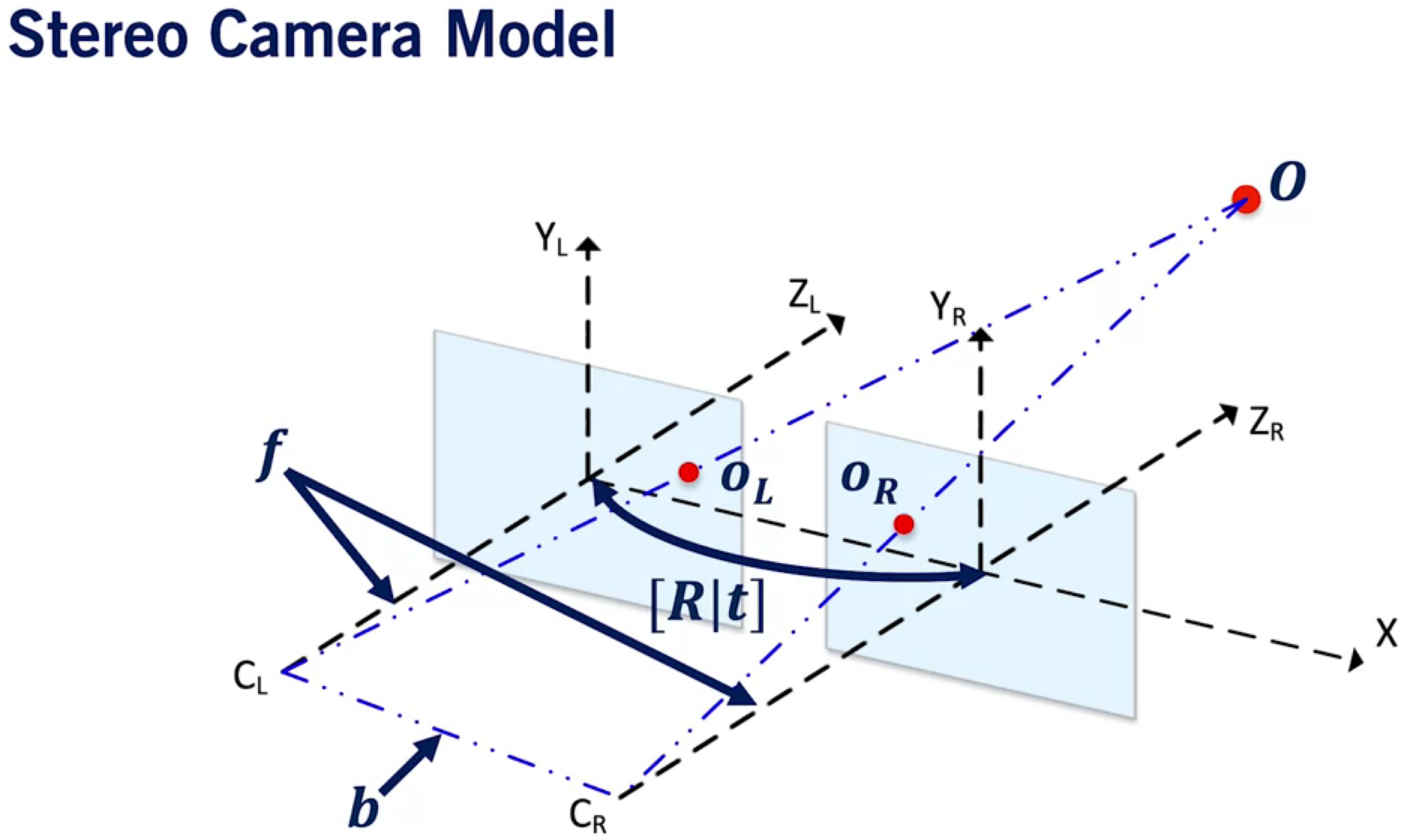 Stereo Camera Model
O
Y_L
Z_L
Y_R
Z_R
f
o_L
o_R
[R|t]
X
C_L
b
C_R